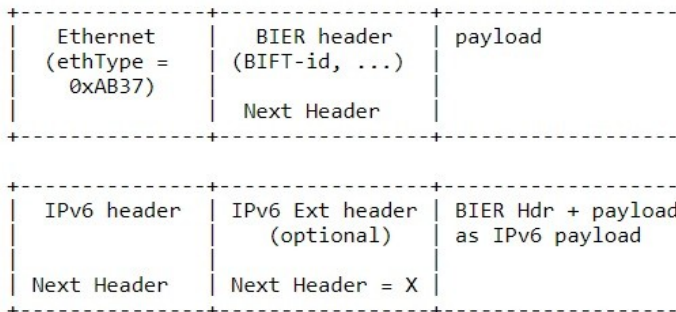 +---------------+-----------------+-------------------
|   Ethernet    |   BIER header   | payload
|  (ethType =   | (BIFT-id, ...)  |
|    0xAB37)    |                 |
|               |  Next Header    |
+---------------+-----------------+-------------------
+---------------+-----------------+-------------------
|  IPv6 header  | IPv6 Ext header | BIER Hdr + payload
|               |    (optional)   | as IPv6 payload
|               |                 |
| Next Header   | Next Header = X |
+---------------+-----------------+-------------------